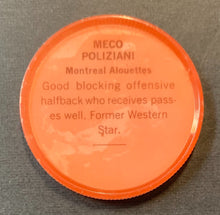 MECO
POLIZIANI
Montreal Alouettes
Good blocking offensive
halfback who receives pass-
es well. Former Western
Star.